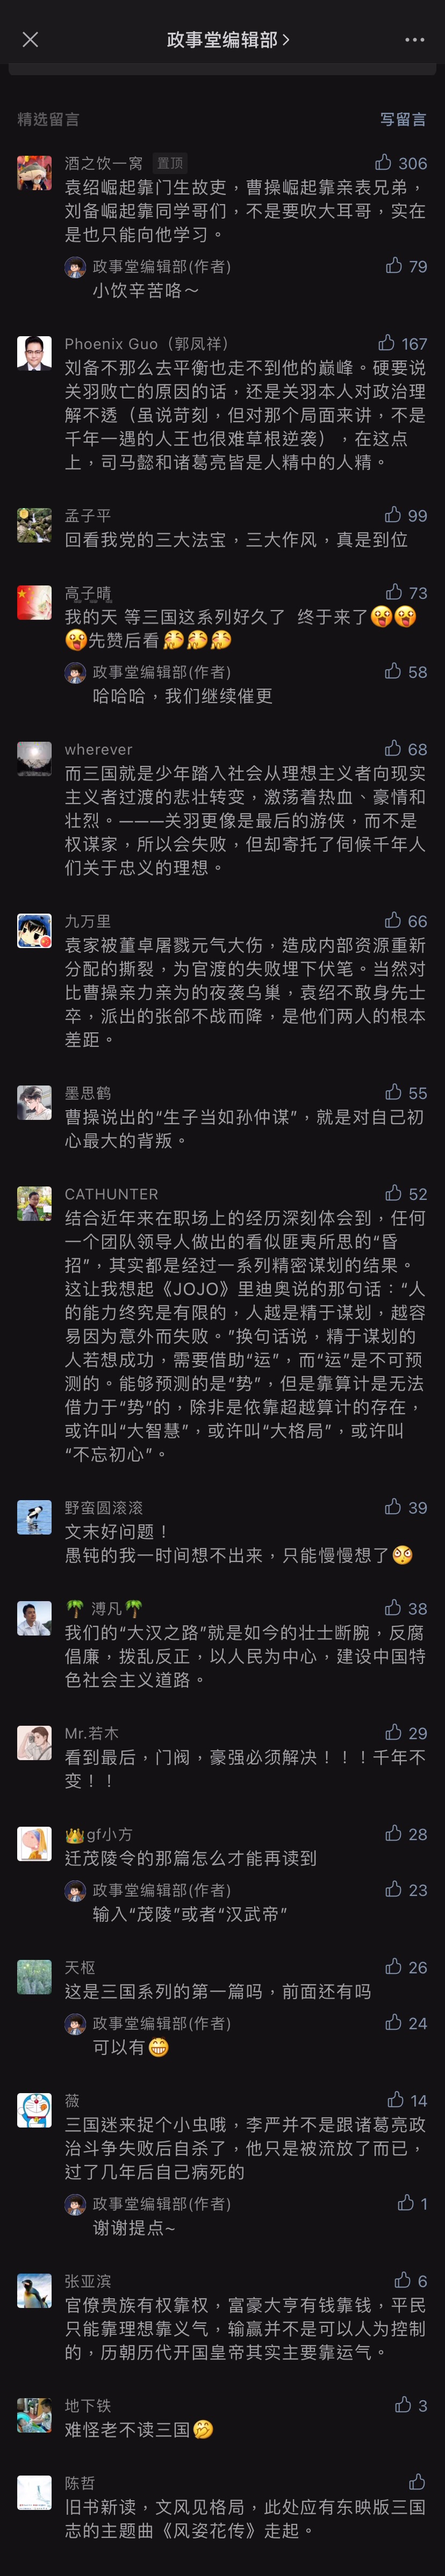 政事堂编辑部
精选留言
写留言
酒之饮一窝 置顶 306
袁绍崛起靠门生故吏，曹操崛起靠亲表兄弟，
刘备崛起靠同学哥们，不是要吹大耳哥，实在
是也只能向他学习。
政事堂编辑部(作者) 79
小饮辛苦咯～
Phoenix Guo（郭凤祥） 167
刘备不那么去平衡也走不到他的巅峰。硬要说
关羽败亡的原因的话，还是关羽本人对政治理
解不透（虽说苛刻，但对那个局面来讲，不是
千年一遇的人王也很难草根逆袭），在这点
上，司马懿和诸葛亮皆是人精中的人精。
孟子平 99
回看我党的三大法宝，三大作风，真是到位
高子晴 73
我的天 等三国这系列好久了 终于来了😲😲
😲先赞后看🤧🤧🤧
政事堂编辑部(作者) 58
哈哈哈，我们继续催更
wherever 68
而三国就是少年踏入社会从理想主义者向现实
主义者过渡的悲壮转变，激荡着热血、豪情和
壮烈。———关羽更像是最后的游侠，而不是
权谋家，所以会失败，但却寄托了伺候千年人
们关于忠义的理想。
九万里 66
袁家被董卓屠戮元气大伤，造成内部资源重新
分配的撕裂，为官渡的失败埋下伏笔。当然对
比曹操亲力亲为的夜袭乌巢，袁绍不敢身先士
卒，派出的张郃不战而降，是他们两人的根本
差距。
墨思鹤 55
曹操说出的“生子当如孙仲谋”，就是对自己初
心最大的背叛。
CATHUNTER 52
结合近年来在职场上的经历深刻体会到，任何
一个团队领导人做出的看似匪夷所思的“昏
招”，其实都是经过一系列精密谋划的结果。
这让我想起《JOJO》里迪奥说的那句话：“人
的能力终究是有限的，人越是精于谋划，越容
易因为意外而失败。”换句话说，精于谋划的
人若想成功，需要借助“运”，而“运”是不可预
测的。能够预测的是“势”，但是靠算计是无法
借力于“势”的，除非是依靠超越算计的存在，
或许叫“大智慧”，或许叫“大格局”，或许叫
“不忘初心”。
野蛮圆滚滚 39
文末好问题！
愚钝的我一时间想不出来，只能慢慢想了🙄
🌴 溥凡🌴 38
我们的“大汉之路”就是如今的壮士断腕，反腐
倡廉，拨乱反正，以人民为中心，建设中国特
色社会主义道路。
Mr.若木 29
看到最后，门阀，豪强必须解决！！！千年不
变！！
👑gf小方 28
迁茂陵令的那篇怎么才能再读到
政事堂编辑部(作者) 23
输入“茂陵”或者“汉武帝”
天枢 26
这是三国系列的第一篇吗，前面还有吗
政事堂编辑部(作者) 24
可以有😁
薇 14
三国迷来捉个小虫哦，李严并不是跟诸葛亮政
治斗争失败后自杀了，他只是被流放了而已，
过了几年后自己病死的
政事堂编辑部(作者) 1
谢谢提点~
张亚滨 6
官僚贵族有权靠权，富豪大亨有钱靠钱，平民
只能靠理想靠义气，输赢并不是可以人为控制
的，历朝历代开国皇帝其实主要靠运气。
地下铁 3
难怪老不读三国🤭
陈哲
旧书新读，文风见格局，此处应有东映版三国
志的主题曲《风姿花传》走起。